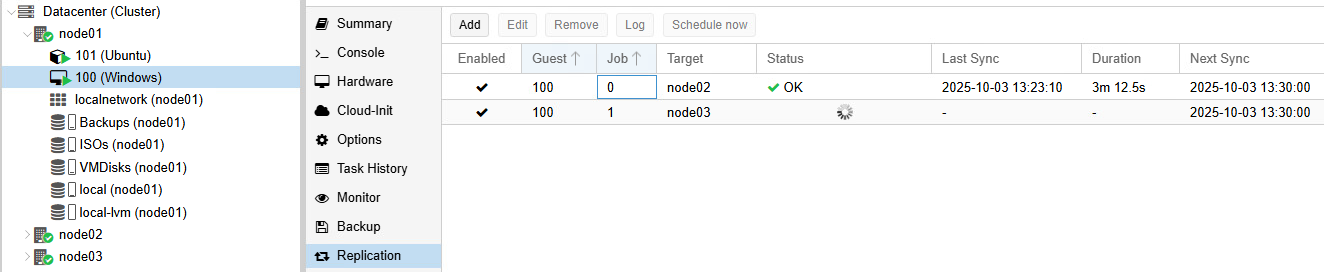 Datacenter (Cluster)
node01
101 (Ubuntu)
100 (Windows)
localnetwork (node01)
Backups (node01)
ISOs (node01)
VMDisks (node01)
local (node01)
local-lvm (node01)
node02
node03
Summary
Console
Hardware
Cloud-Init
Options
Task History
Monitor
Backup
Replication
Add Edit Remove Log Schedule now
Enabled Guest Job Target Status Last Sync Duration Next Sync
100 0 node02 OK 2025-10-03 13:23:10 3m 12.5s 2025-10-03 13:30:00
100 1 node03 - - 2025-10-03 13:30:00